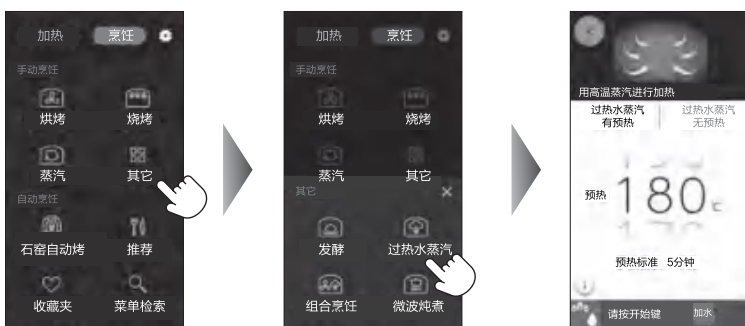 加热 烹饪
手动烹饪
烘烤 烧烤
蒸汽 其它
自动烹饪
石窑自动烤 推荐
收藏夹 菜单检索
加热 烹饪
手动烹饪
烘烤 烧烤
蒸汽 其它
其它 ×
发酵 过热水蒸汽
组合烹饪 微波炖煮
用高温蒸汽进行加热
过热水蒸汽 过热水蒸汽
有预热 无预热
预热 180℃
预热标准 5分钟
请按开始键 加水